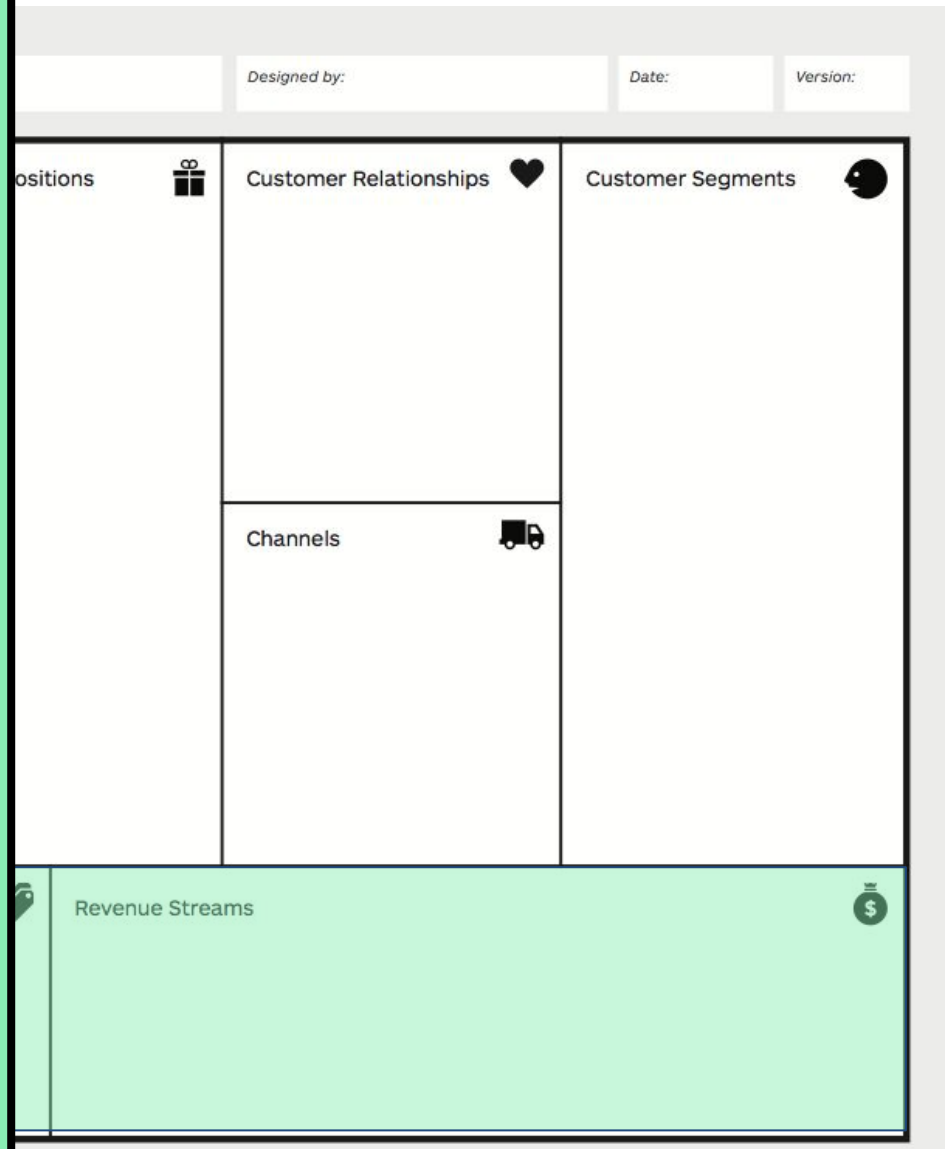 Designed by:
Date:
Version:
ositions
Customer Relationships
Customer Segments
Channels
Revenue Streams
$